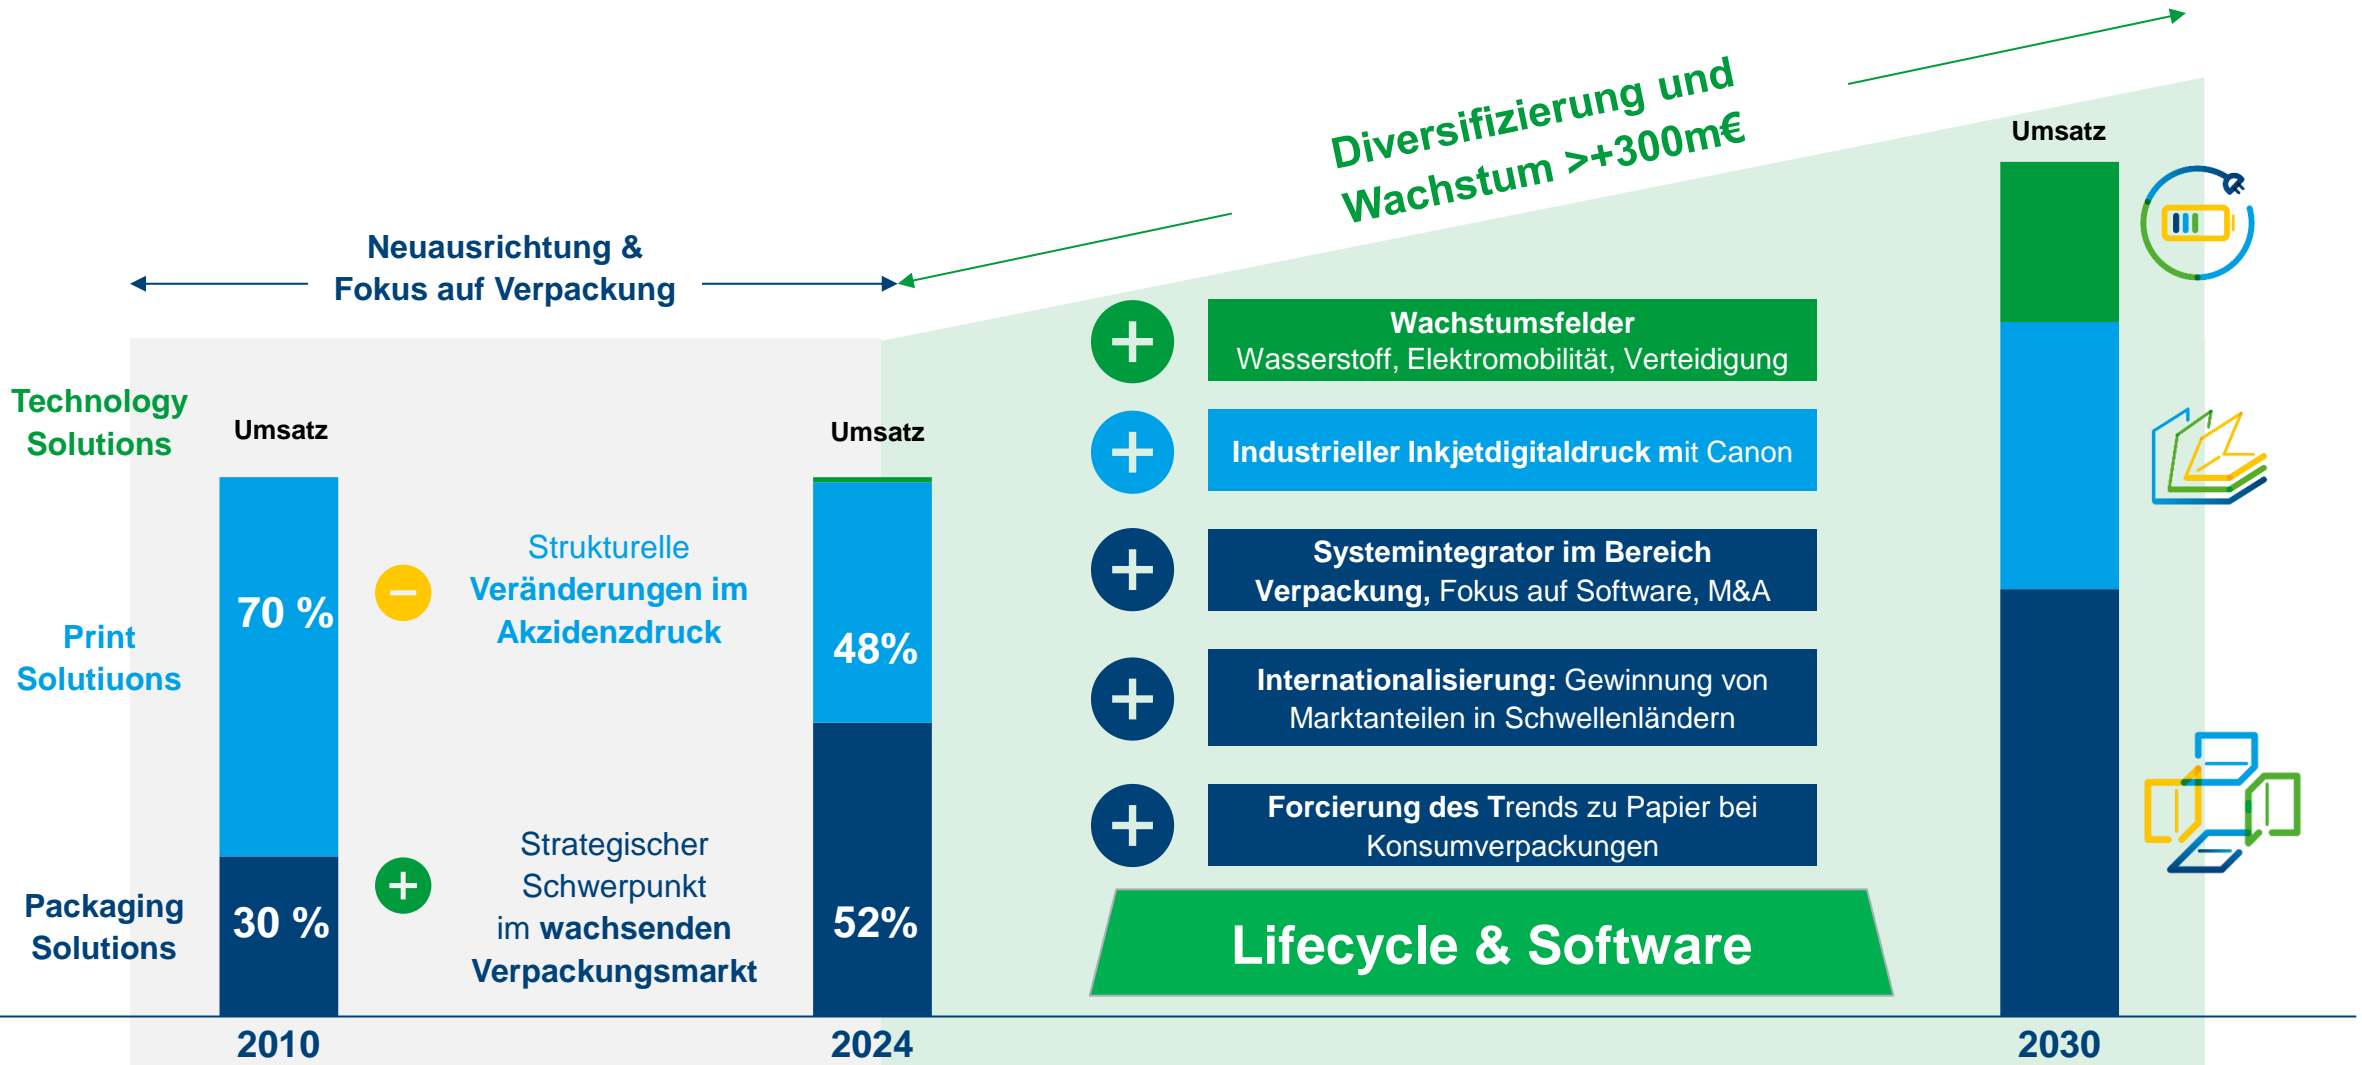 Diversifizierung und
Wachstum >+300m€
Neuausrichtung &
Fokus auf Verpackung
Technology
Solutions
Print
Solutiuons
Packaging
Solutions
Umsatz
70 %
30 %
2010
Strukturelle
Veränderungen im
Akzidenzdruck
Strategischer
Schwerpunkt
im wachsenden
Verpackungsmarkt
Umsatz
48%
52%
2024
Wachstumsfelder
Wasserstoff, Elektromobilität, Verteidigung
Industrieller Inkjetdigitaldruck mit Canon
Systemintegrator im Bereich
Verpackung, Fokus auf Software, M&A
Internationalisierung: Gewinnung von
Marktanteilen in Schwellenländern
Forcierung des Trends zu Papier bei
Konsumverpackungen
Lifecycle & Software
Umsatz
2030